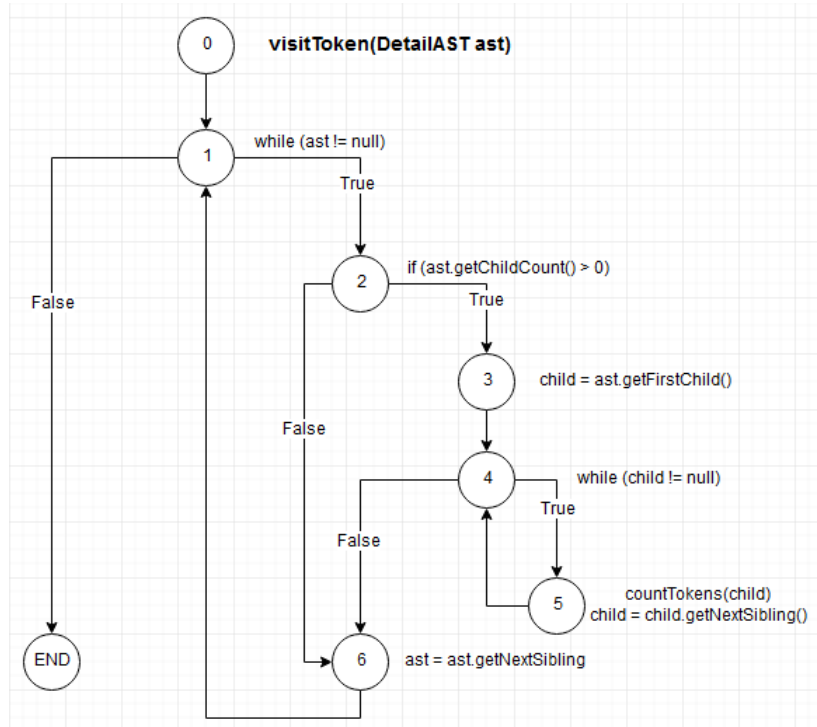 0
visitToken(DetailAST ast)
1
while (ast != null)
True
2
if (ast.getChildCount() > 0)
False
True
3
child = ast.getFirstChild()
False
4
while (child != null)
True
False
5
countTokens(child)
child = child.getNextSibling()
END
6
ast = ast.getNextSibling